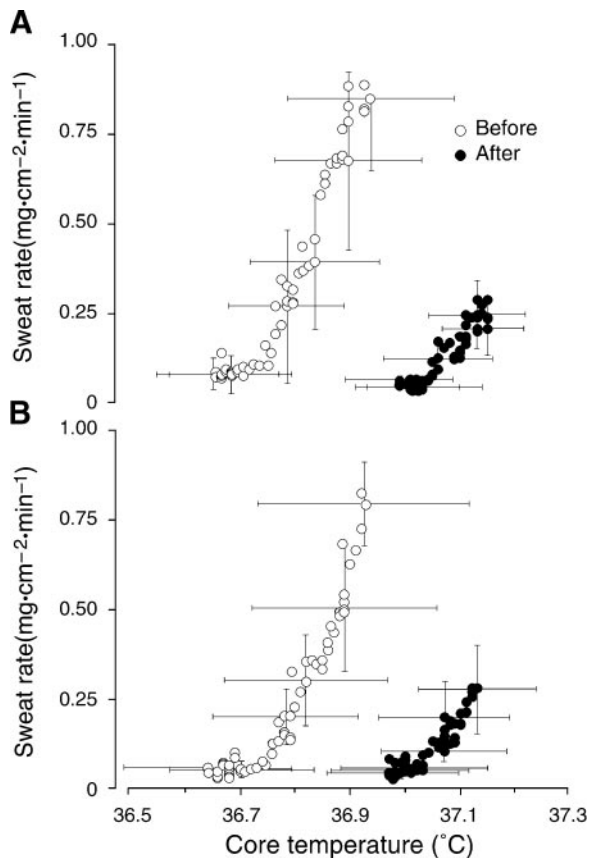 A
1.00
0.75
0.50
0.25
0
Sweat rate(mg·cm−2·min−1)
Before
After
B
1.00
0.75
0.50
0.25
0
Sweat rate(mg·cm−2·min−1)
36.5 36.7 36.9 37.1 37.3
Core temperature (˚C)